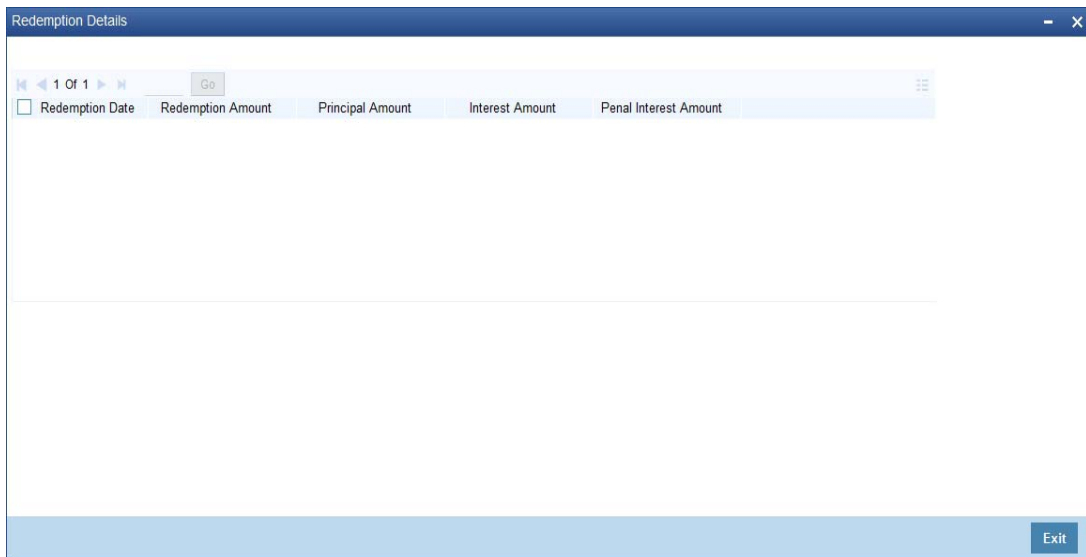 Redemption Details
1 Of 1 Go
Redemption Date Redemption Amount Principal Amount Interest Amount Penal Interest Amount
Exit